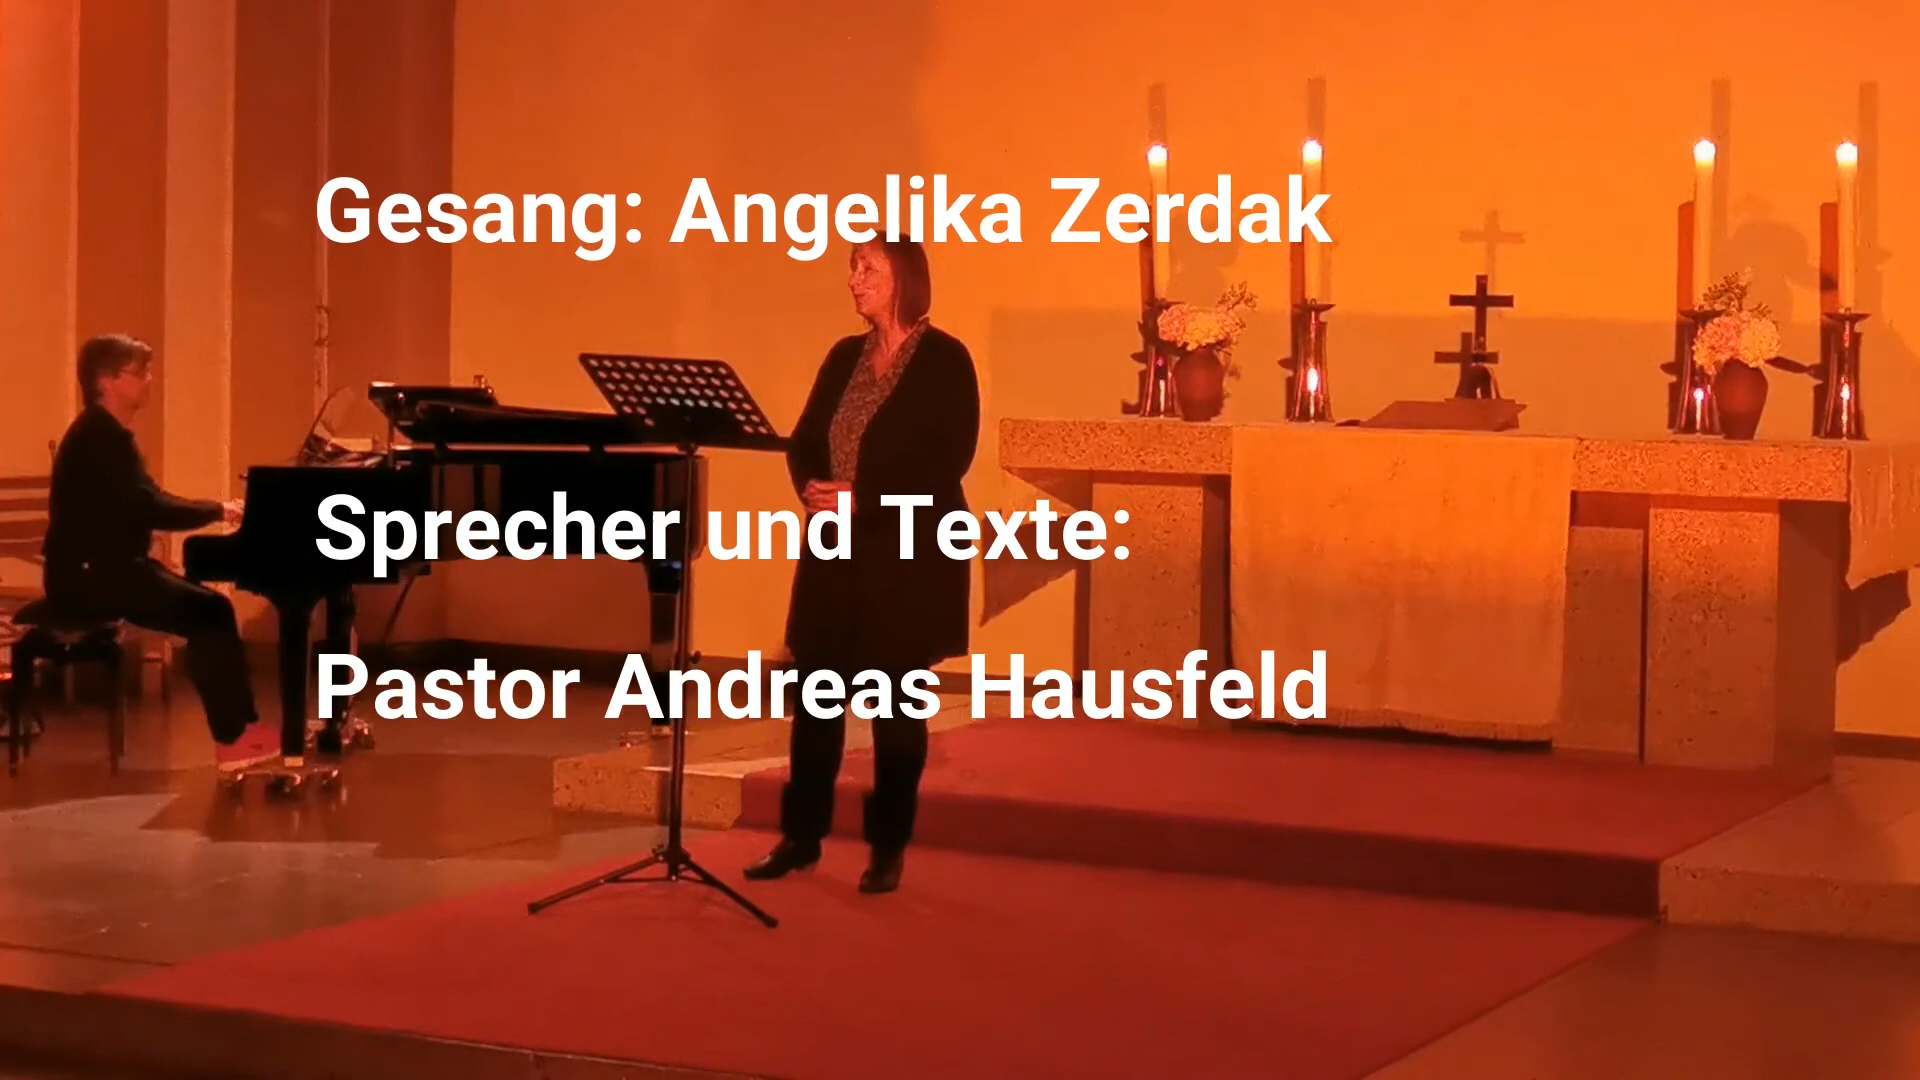 Gesang: Angelika Zerdak
Sprecher und Texte:
Pastor Andreas Hausfeld